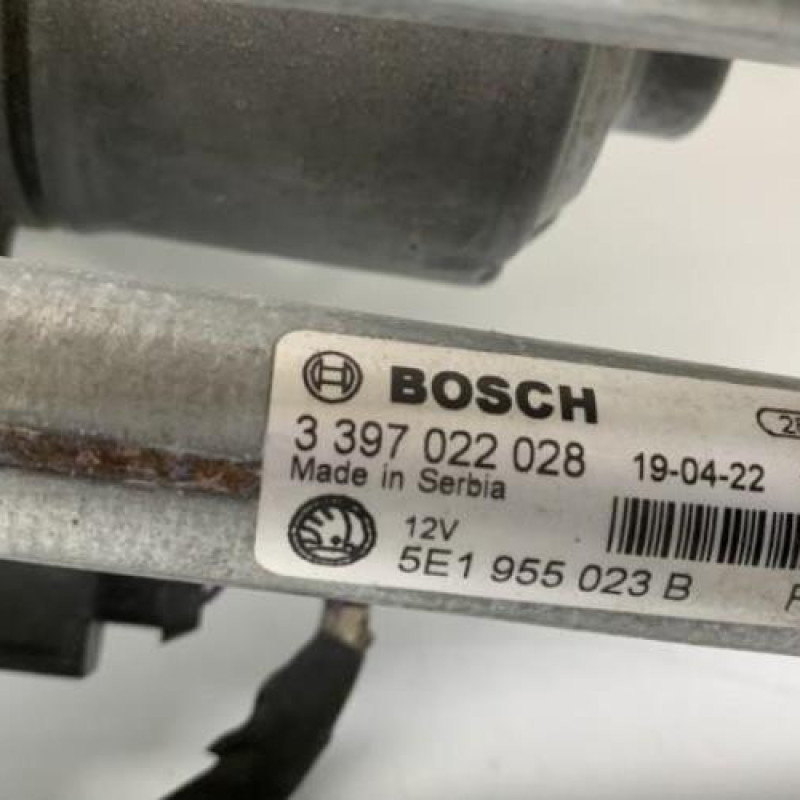 BOSCH
3 397 022 028 19-04-22
Made in Serbia
12V
5E1 955 023 B